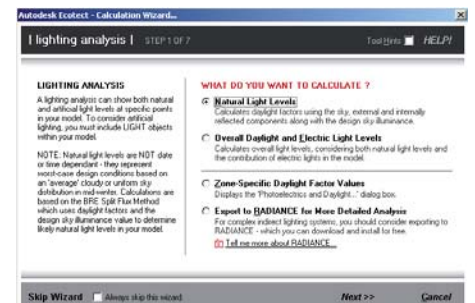 Autodesk Ecotect - Calculation Wizard...
| lighting analysis | STEP 1 OF 7
Tool Hints HELP!
LIGHTING ANALYSIS
A lighting analysis can show both natural
and artificial light levels at specific points
in your model. To consider artificial
lighting, you must include LIGHT objects
within your model.
NOTE: Natural light levels are NOT date
or time dependant - they represent
worst-case design conditions based on
an 'average' cloudy or uniform sky
distribution in mid-winter. Calculations are
based on the BRE Split Flux Method
which uses daylight factors and the
design sky illuminance value to determine
likely natural light levels in your model.
WHAT DO YOU WANT TO CALCULATE ?
Natural Light Levels
Calculates daylight factors using the sky, external and internally
reflected components along with the design sky illuminance.
Overall Daylight and Electric Light Levels
Calculates overall light levels, considering both natural light levels and
the contribution of electric lights in the model.
Zone-Specific Daylight Factor Values
Displays the 'Photoelectrics and Daylight...' dialog box.
Export to RADIANCE for More Detailed Analysis
For complex indirect lighting systems, you should consider exporting to
RADIANCE - which you can download and install for free.
Tell me more about RADIANCE...
Skip Wizard Always skip this wizard. Next >> Cancel